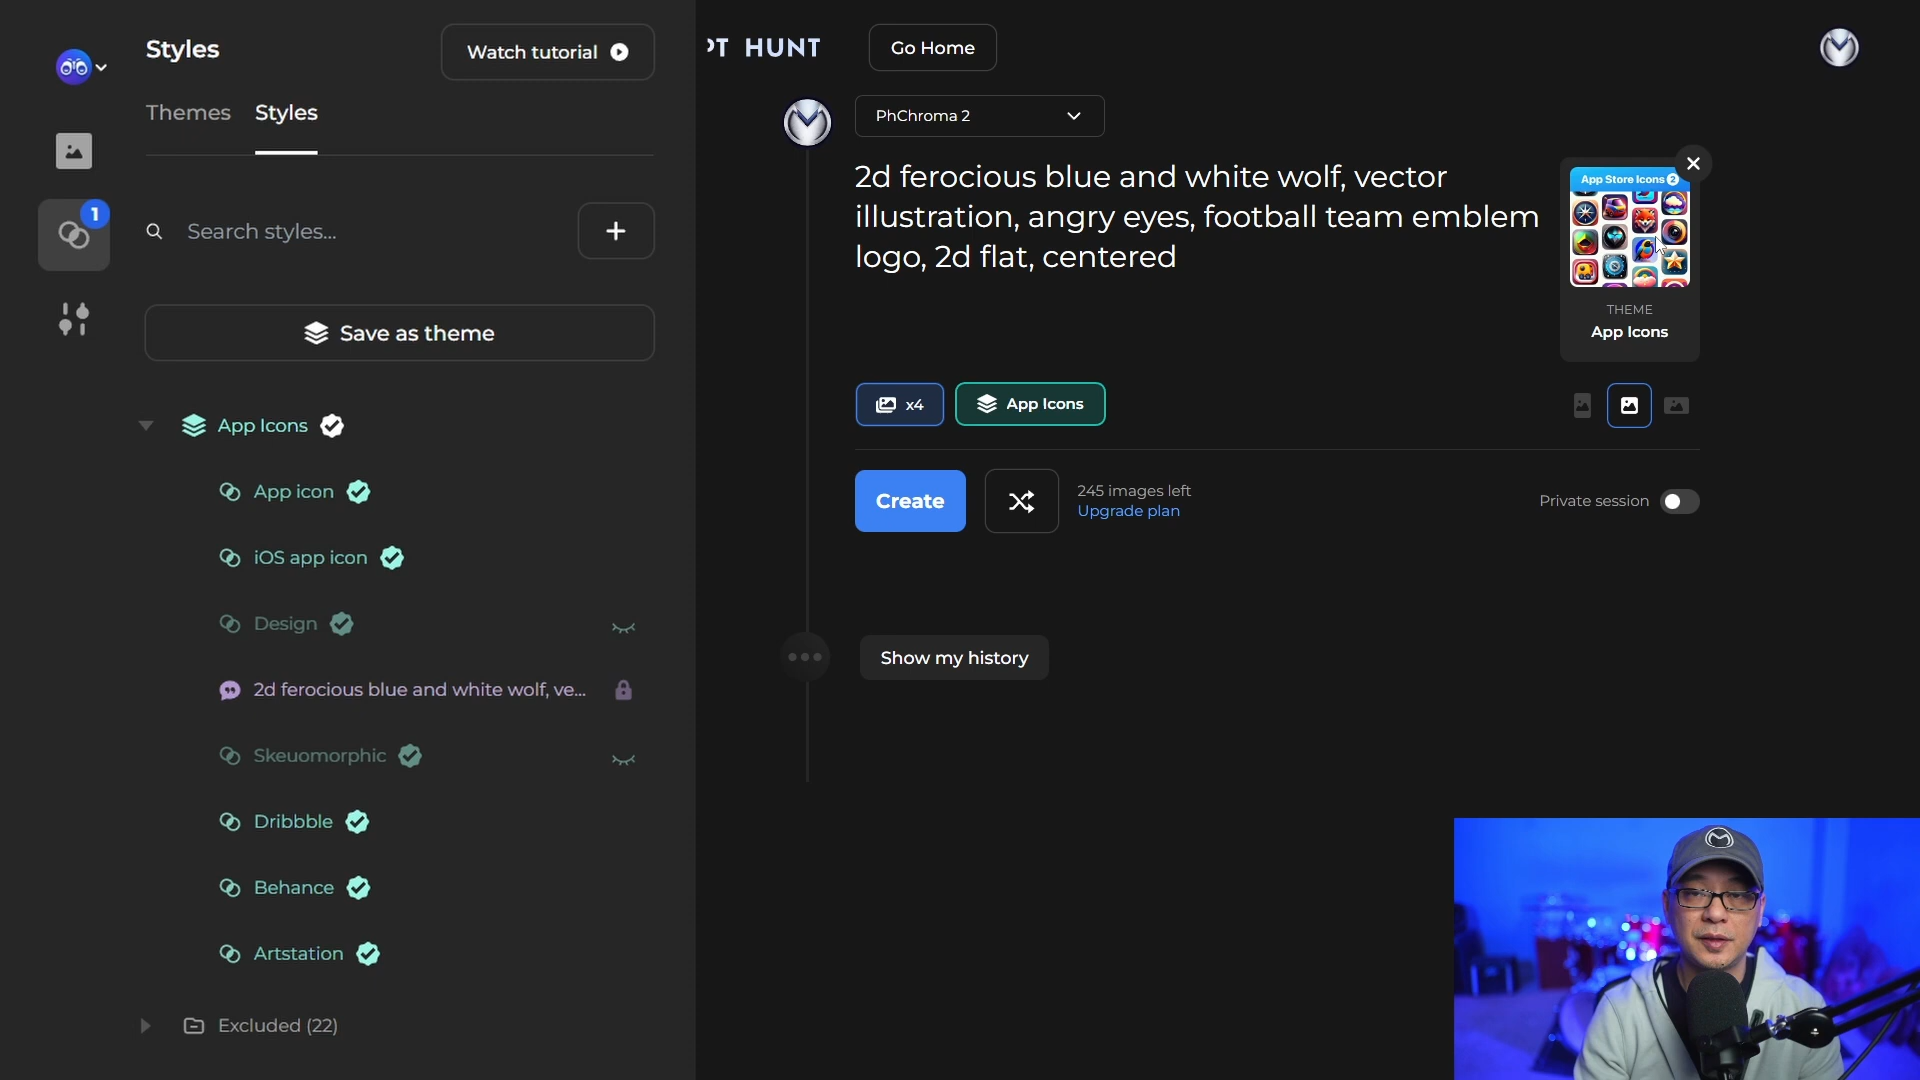 Styles
Watch tutorial
Themes
Styles
1
Search styles...
+
Save as theme
App Icons
App icon
iOS app icon
Design
2d ferocious blue and white wolf, ve...
Skeuomorphic
Dribbble
Behance
Artstation
Excluded (22)
PT HUNT
Go Home
PhChroma 2
2d ferocious blue and white wolf, vector
illustration, angry eyes, football team emblem
logo, 2d flat, centered
App Store Icons 2
THEME
App Icons
x4
App Icons
Create
245 images left
Upgrade plan
Private session
Show my history